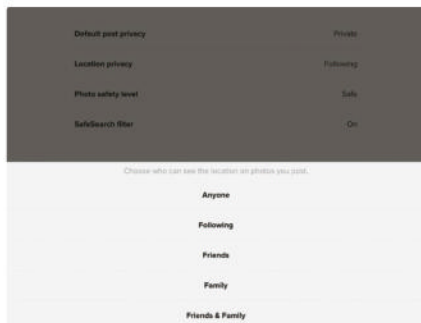 Default post privacy Private
Location privacy Following
Photo safety level Safe
SafeSearch filter On
Choose who can see the location on photos you post.
Anyone
Following
Friends
Family
Friends & Family